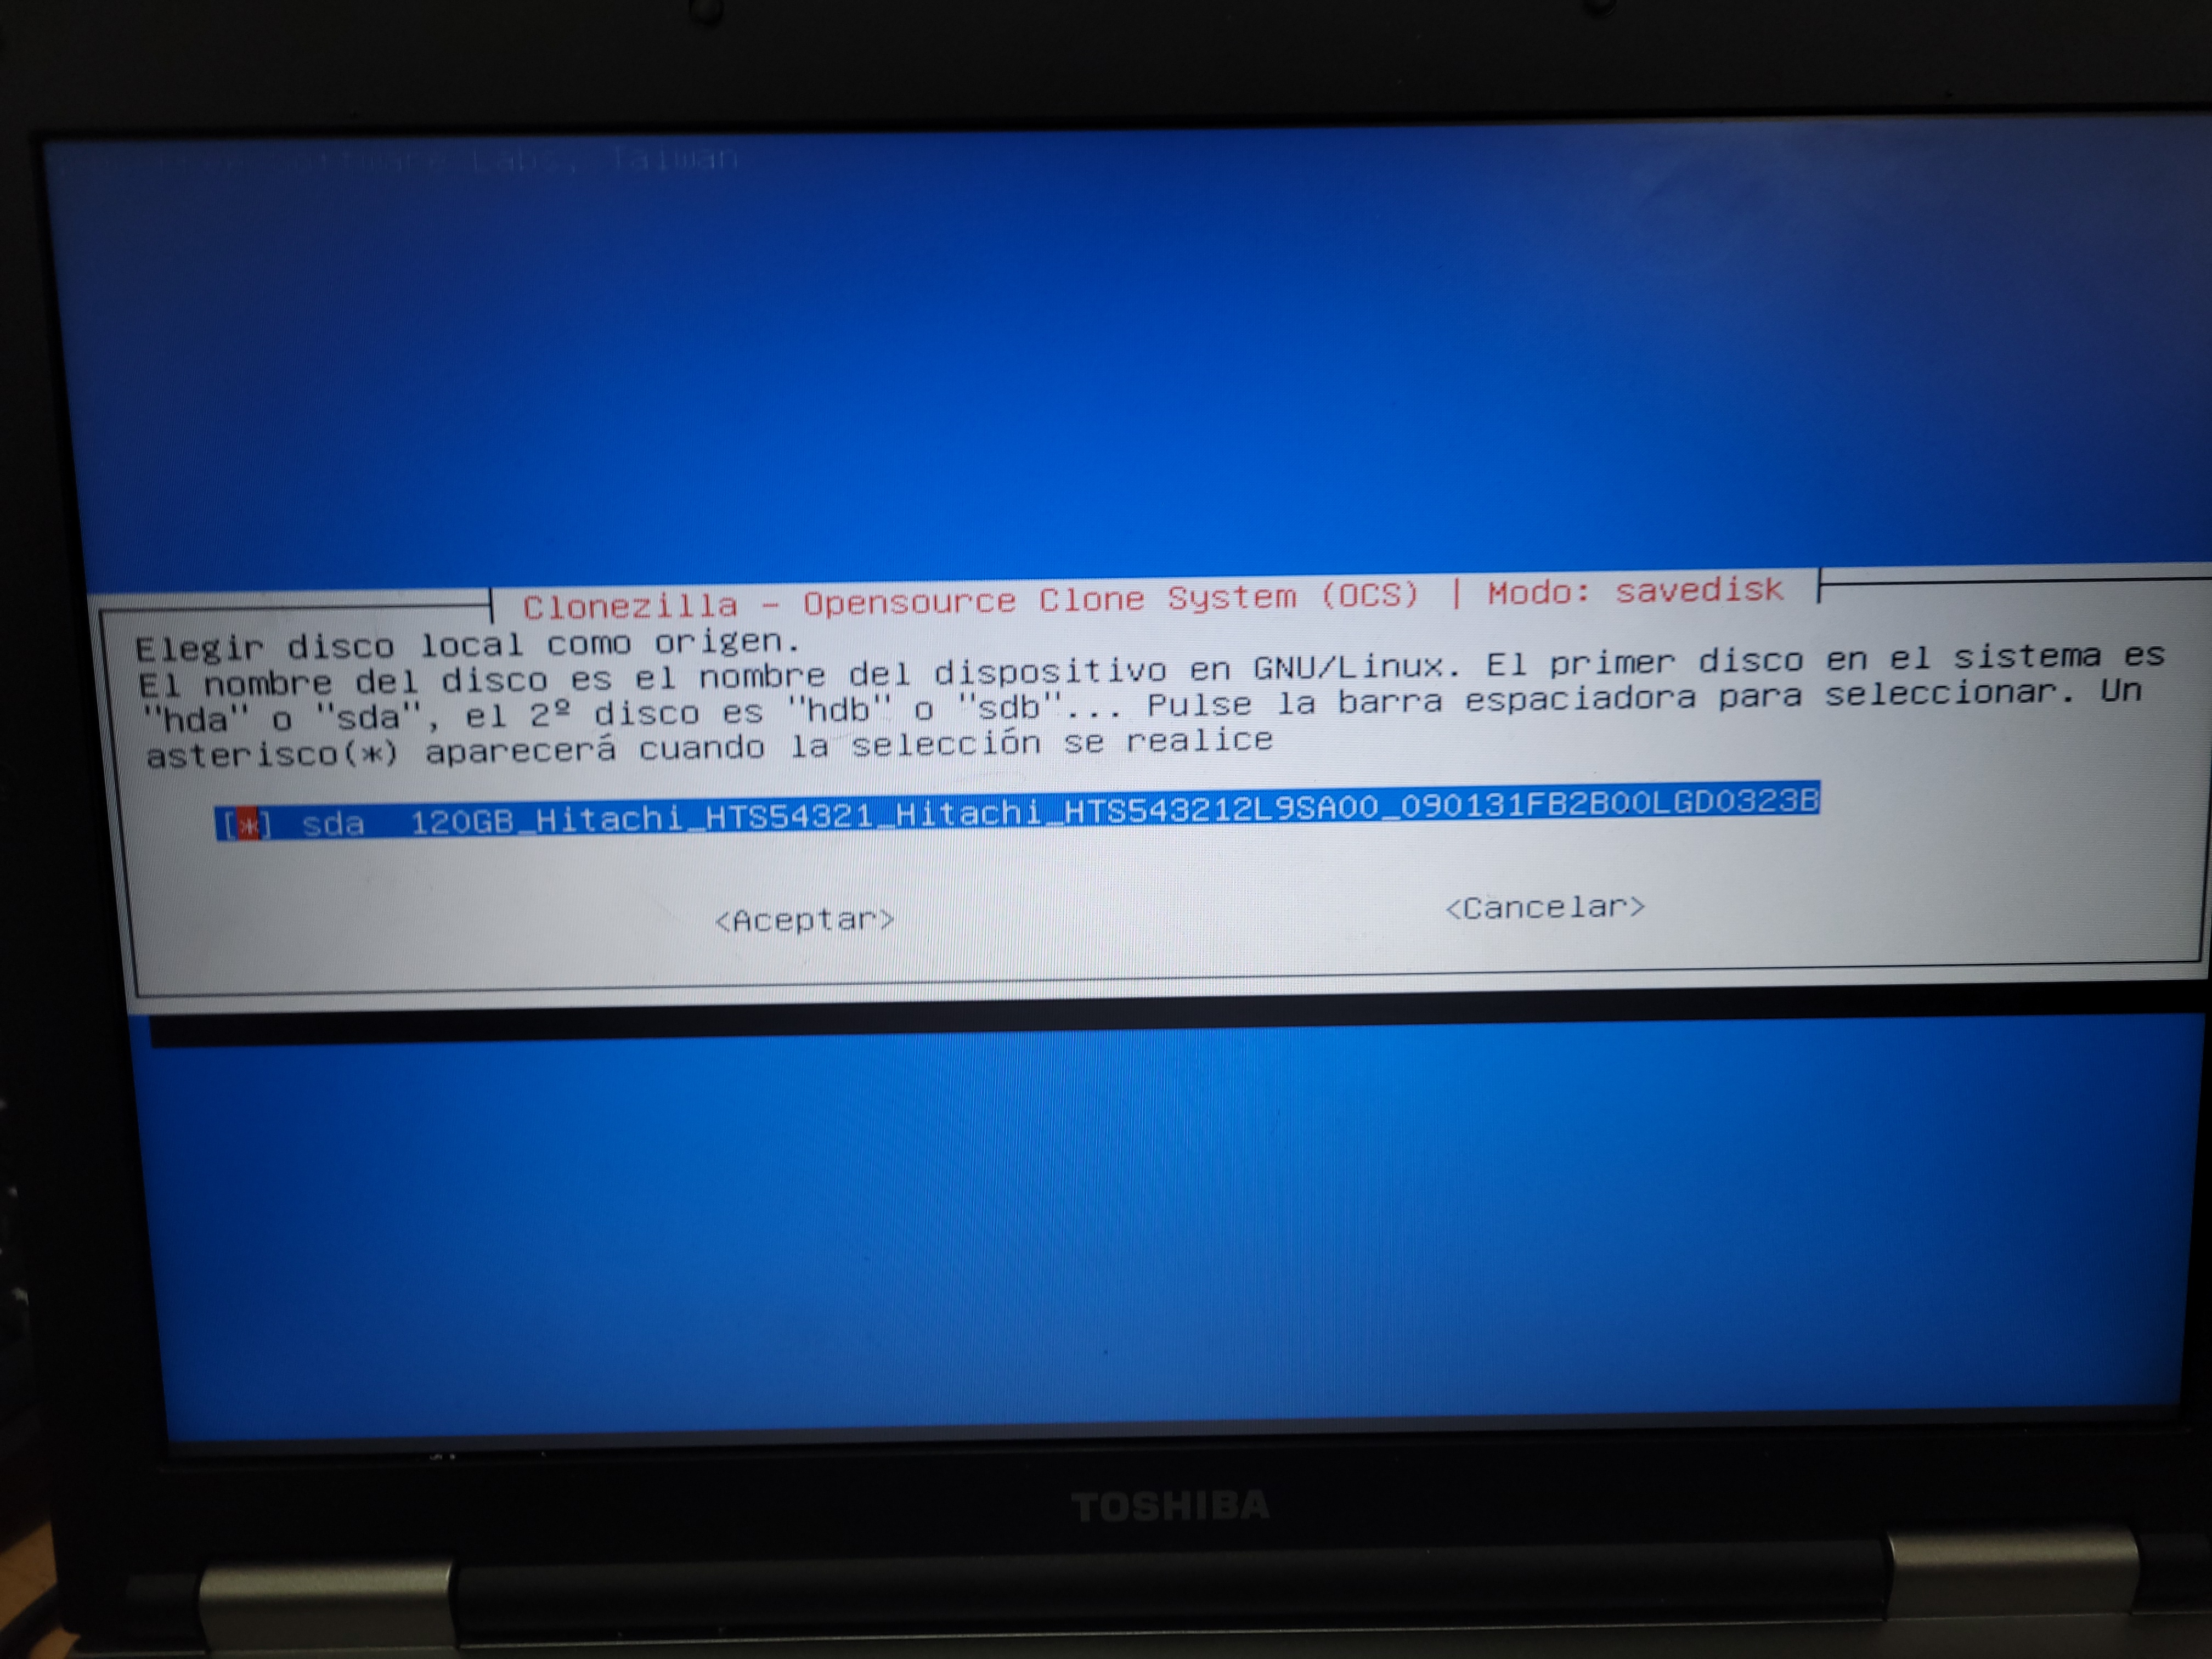 Software Labs, Taiwan
Clonezilla - Opensource Clone System (OCS) | Modo: savedisk
Elegir disco local como origen.
El nombre del disco es el nombre del dispositivo en GNU/Linux. El primer disco en el sistema es
"hda" o "sda", el 2º disco es "hdb" o "sdb"... Pulse la barra espaciadora para seleccionar. Un
asterisco(*) aparecerá cuando la selección se realice
[*] sda 120GB_Hitachi_HTS54321_Hitachi_HTS543212L9SA00_090131FB2B00LGD0323B
<Aceptar> <Cancelar>
TOSHIBA